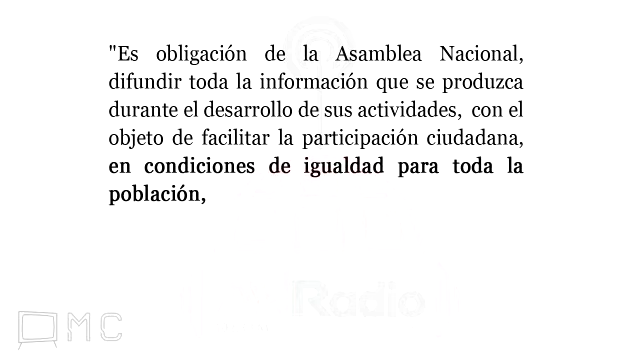 "Es obligación de la Asamblea Nacional,
difundir toda la información que se produzca
durante el desarrollo de sus actividades, con el
objeto de facilitar la participación ciudadana,
en condiciones de igualdad para toda la
población,
Radio
MC